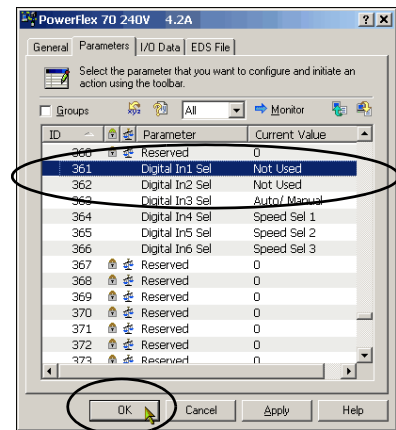 PowerFlex 70 240V 4.2A
General Parameters I/O Data EDS File
Select the parameter that you want to configure and initiate an
action using the toolbar.
Groups All Monitor
ID Parameter Current Value
360 Reserved 0
361 Digital In1 Sel Not Used
362 Digital In2 Sel Not Used
363 Digital In3 Sel Auto/ Manual
364 Digital In4 Sel Speed Sel 1
365 Digital In5 Sel Speed Sel 2
366 Digital In6 Sel Speed Sel 3
367 Reserved 0
368 Reserved 0
369 Reserved 0
370 Reserved 0
371 Reserved 0
372 Reserved 0
373 Reserved 0
OK Cancel Apply Help